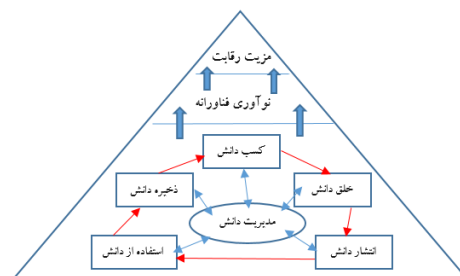 مزیت رقابت
نوآوری فناورانه
کسب دانش
ذخیره دانش
خلق دانش
مدیریت دانش
استفاده از دانش
انتشار دانش